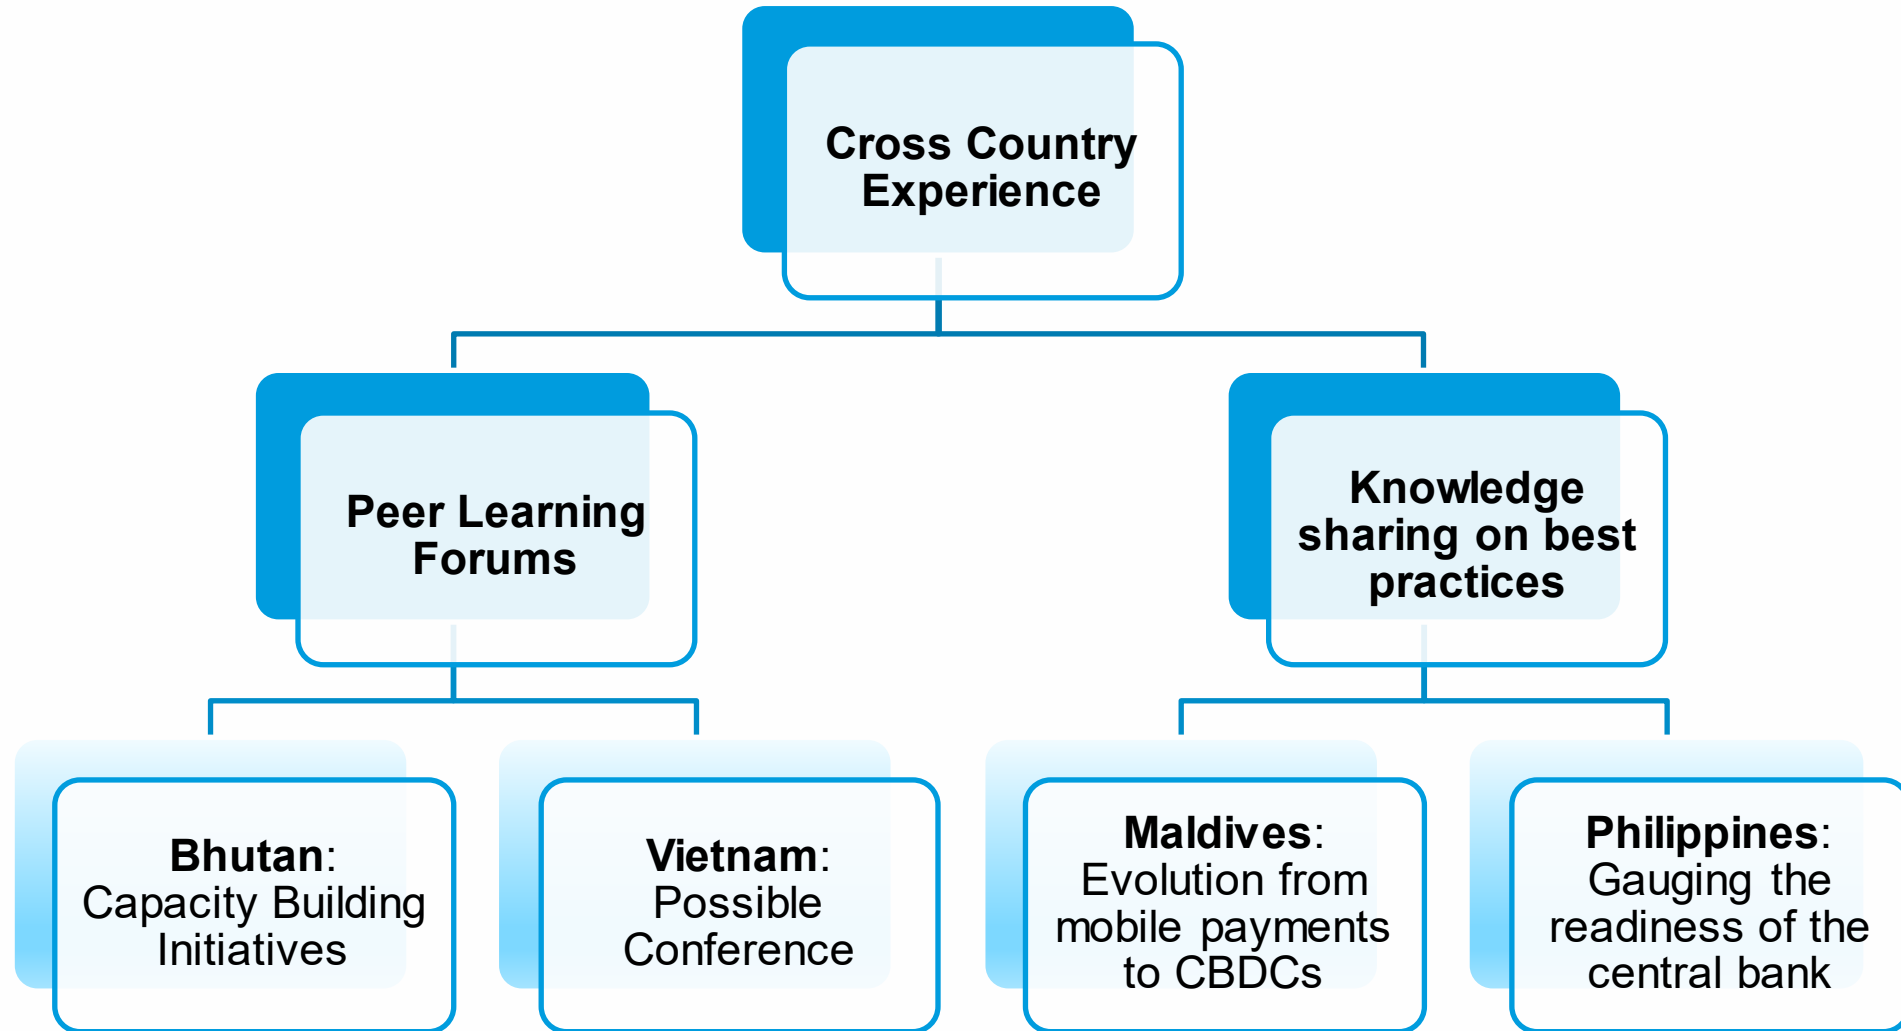 Cross Country
Experience
Peer Learning
Forums
Knowledge
sharing on best
practices
Bhutan:
Capacity Building
Initiatives
Vietnam:
Possible
Conference
Maldives:
Evolution from
mobile payments
to CBDCs
Philippines:
Gauging the
readiness of the
central bank